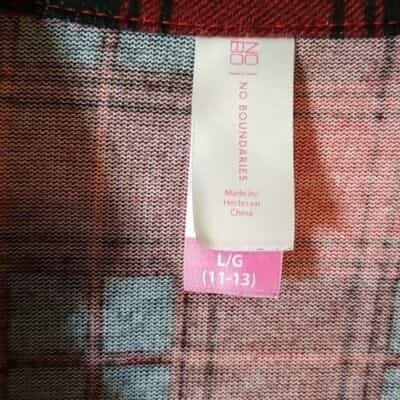 NO
BO
NO BOUNDARIES
Made in/
Hecho en
China
L/G
(11-13)